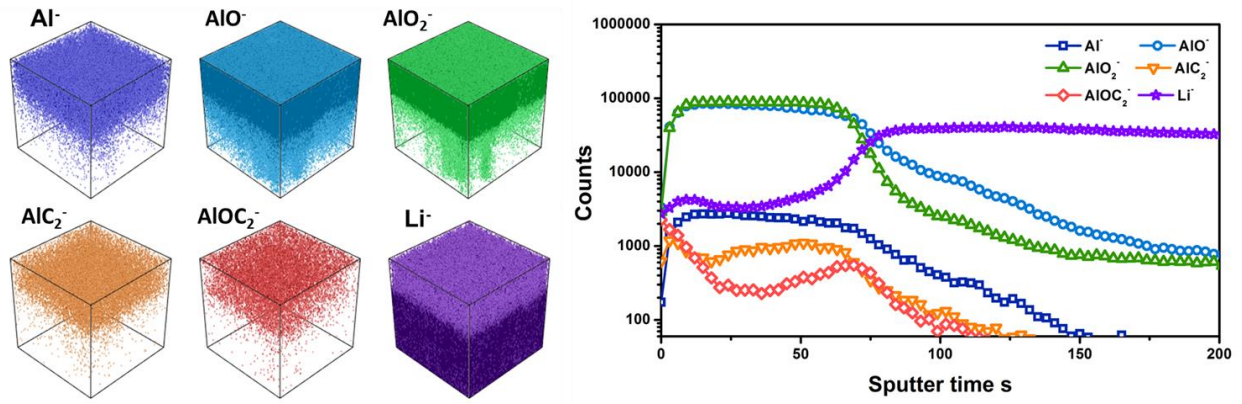 Al⁻
AlO⁻
AlO₂⁻
AlC₂⁻
AlOC₂⁻
Li⁻
1000000
100000
10000
1000
100
Counts
Al⁻ AlO⁻
AlO₂⁻ AlC₂⁻
AlOC₂⁻ Li⁻
0 50 100 150 200
Sputter time s